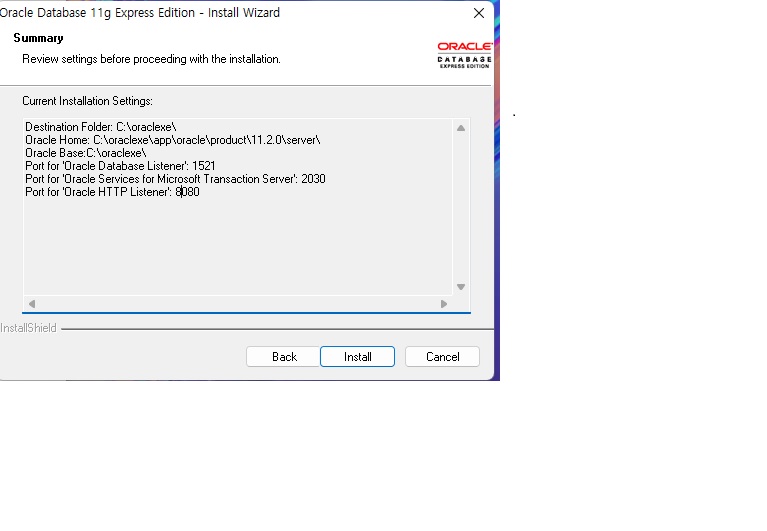 Oracle Database 11g Express Edition - Install Wizard
Summary
Review settings before proceeding with the installation.
ORACLE
DATABASE
EXPRESS EDITION
Current Installation Settings:
Destination Folder: C:\oraclexe\
Oracle Home: C:\oraclexe\app\oracle\product\11.2.0\server\
Oracle Base:C:\oraclexe\
Port for 'Oracle Database Listener': 1521
Port for 'Oracle Services for Microsoft Transaction Server': 2030
Port for 'Oracle HTTP Listener': 8080
InstallShield
Back Install Cancel